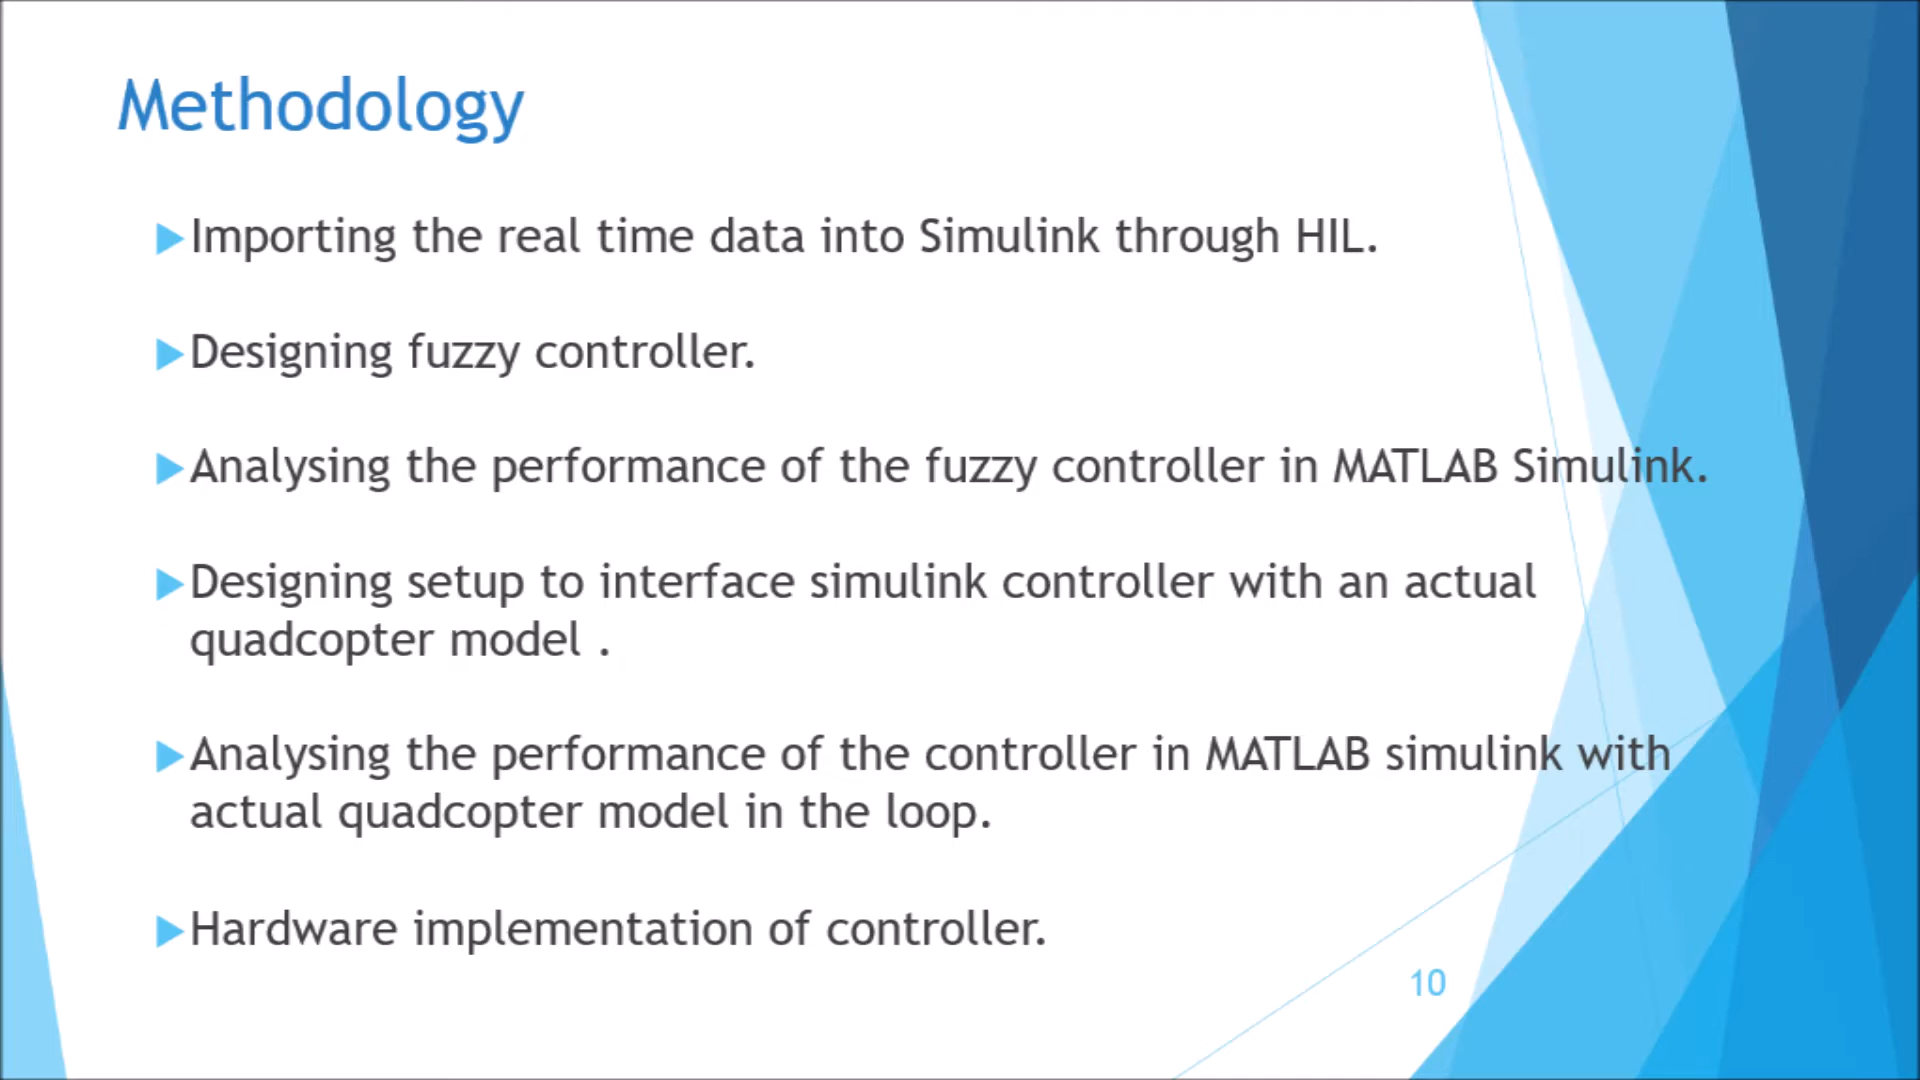 Methodology
Importing the real time data into Simulink through HIL.
Designing fuzzy controller.
Analysing the performance of the fuzzy controller in MATLAB Simulink.
Designing setup to interface simulink controller with an actual
quadcopter model .
Analysing the performance of the controller in MATLAB simulink with
actual quadcopter model in the loop.
Hardware implementation of controller.
10